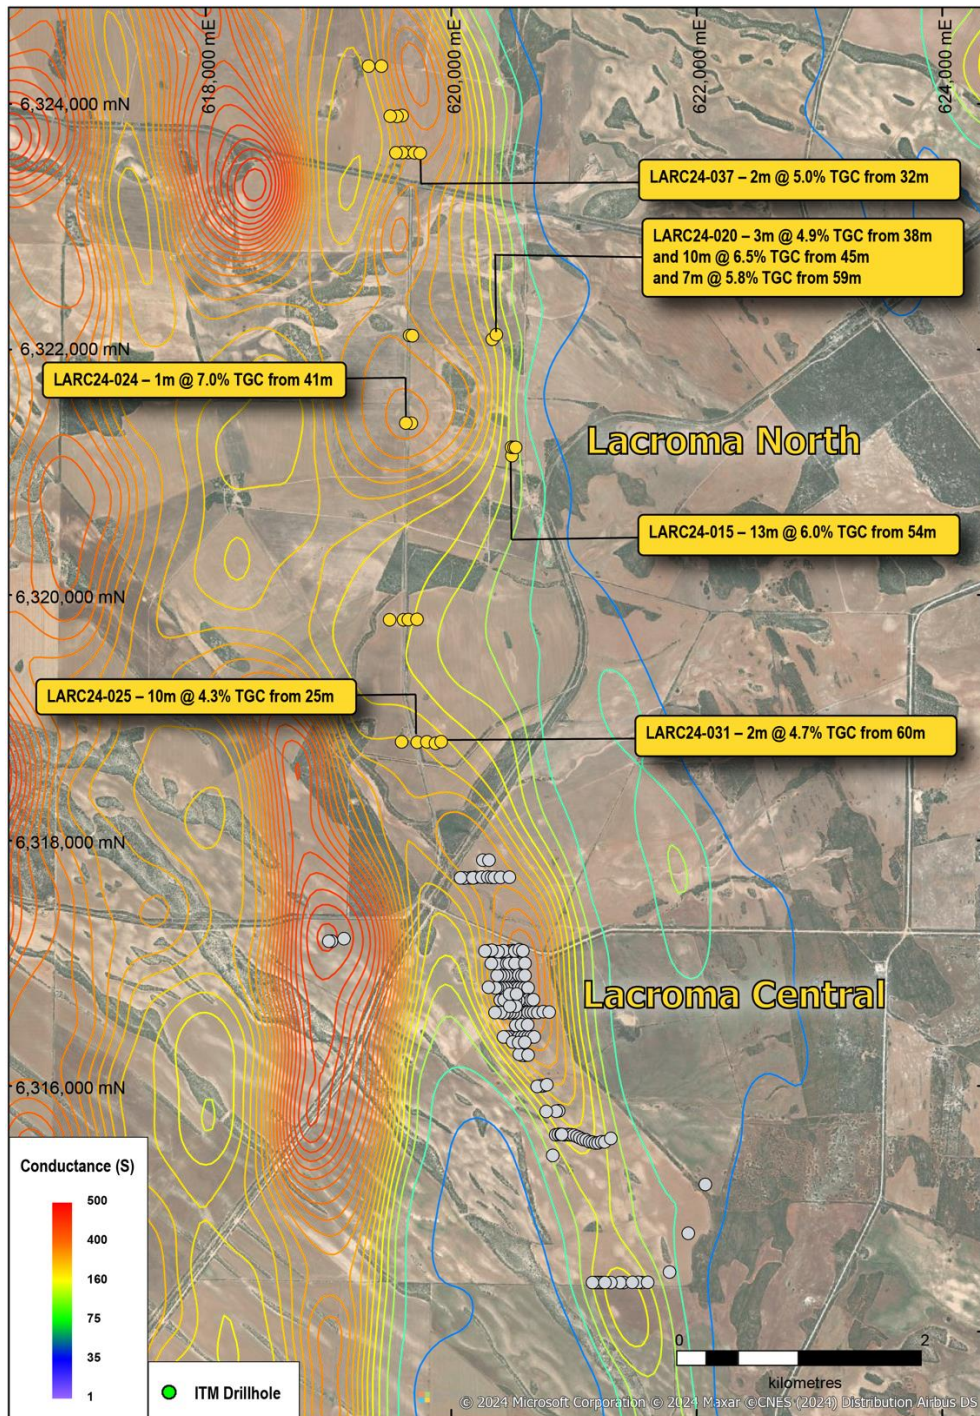 618,000 mE
620,000 mE
622,000 mE
624,000 mE
6,324,000 mN
LARC24-037 – 2m @ 5.0% TGC from 32m
LARC24-020 – 3m @ 4.9% TGC from 38m
and 10m @ 6.5% TGC from 45m
and 7m @ 5.8% TGC from 59m
6,322,000 mN
LARC24-024 – 1m @ 7.0% TGC from 41m
Lacroma North
LARC24-015 – 13m @ 6.0% TGC from 54m
6,320,000 mN
LARC24-025 – 10m @ 4.3% TGC from 25m
LARC24-031 – 2m @ 4.7% TGC from 60m
6,318,000 mN
Lacroma Central
6,316,000 mN
Conductance (S)
500
400
160
75
35
1
ITM Drillhole
0 2
kilometres
© 2024 Microsoft Corporation © 2024 Maxar ©CNES (2024) Distribution Airbus DS